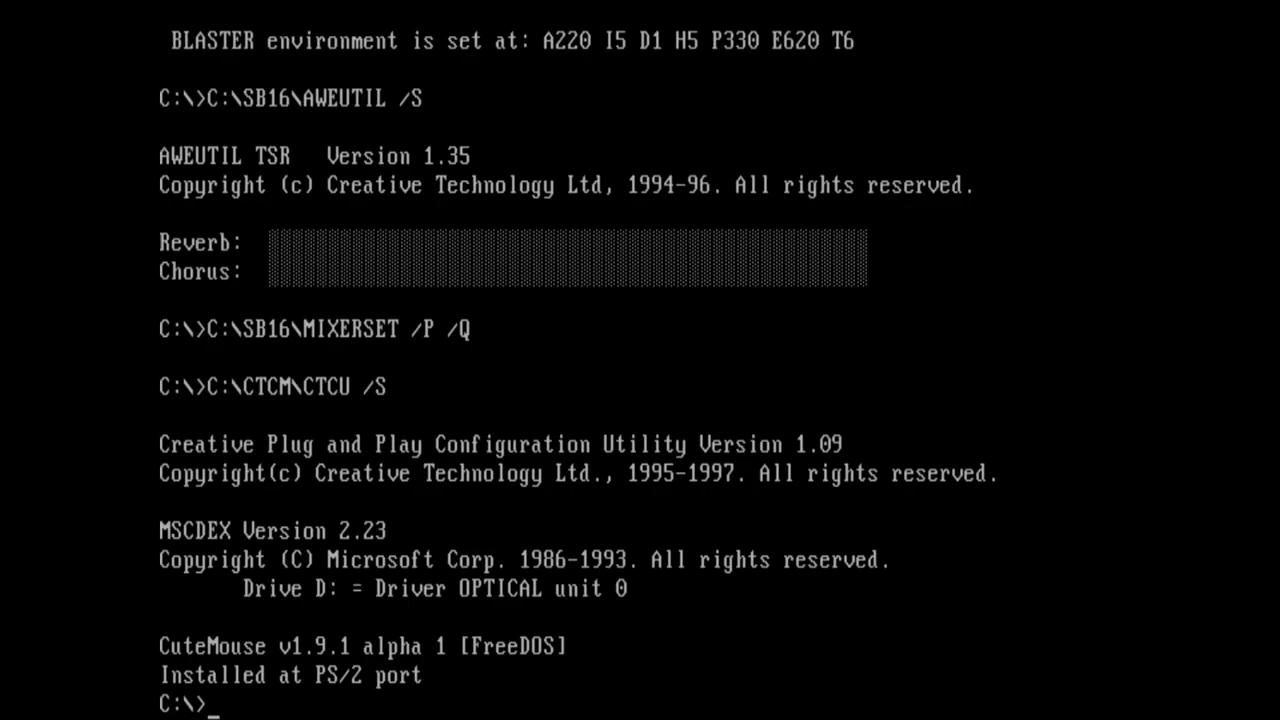 BLASTER environment is set at: A220 I5 D1 H5 P330 E620 T6
C:\>C:\SB16\AWEUTIL /S
AWEUTIL TSR   Version 1.35
Copyright (c) Creative Technology Ltd, 1994-96. All rights reserved.
Reverb:
Chorus:
C:\>C:\SB16\MIXERSET /P /Q
C:\>C:\CTCM\CTCU /S
Creative Plug and Play Configuration Utility Version 1.09
Copyright(c) Creative Technology Ltd., 1995-1997. All rights reserved.
MSCDEX Version 2.23
Copyright (C) Microsoft Corp. 1986-1993. All rights reserved.
Drive D: = Driver OPTICAL unit 0
CuteMouse v1.9.1 alpha 1 [FreeDOS]
Installed at PS/2 port
C:\>_